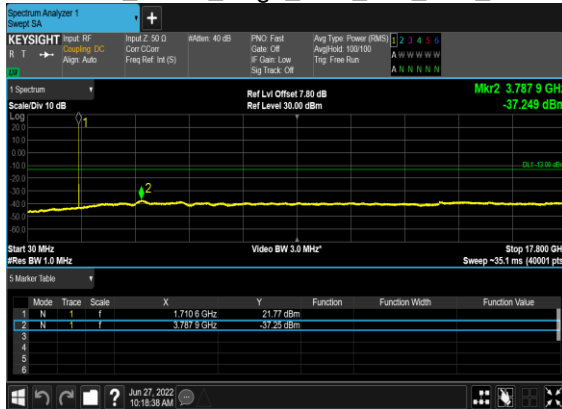 Spectrum Analyzer 1
Swept SA
+
KEYSIGHT Input: RF Input Z: 50 Ω #Atten: 40 dB PNO: Fast Avg Type: Power (RMS) 1 2 3 4 5 6
R T Coupling: DC Corr CCorr Gate: Off Avg|Hold: 100/100 A W W W W W
Align: Auto Freq Ref: Int (S) IF Gain: Low Trig: Free Run
Sig Track: Off A N N N N N
LXI
1 Spectrum Ref Lvl Offset 7.80 dB Mkr2 3.787 9 GHz
Scale/Div 10 dB Ref Level 30.00 dBm -37.249 dBm
Log
20.0
1
10.0
0.00
-10.0
DL1 -13.00 dBm
-20.0
-30.0
2
-40.0
-50.0
-60.0
Start 30 MHz Video BW 3.0 MHz* Stop 17.800 GHz
#Res BW 1.0 MHz Sweep ~35.1 ms (40001 pts)
5 Marker Table
Mode Trace Scale X Y Function Function Width Function Value
1 N 1 f 1.710 6 GHz 21.77 dBm
2 N 1 f 3.787 9 GHz -37.25 dBm
3
4
5
6
? Jun 27, 2022
10:18:38 AM